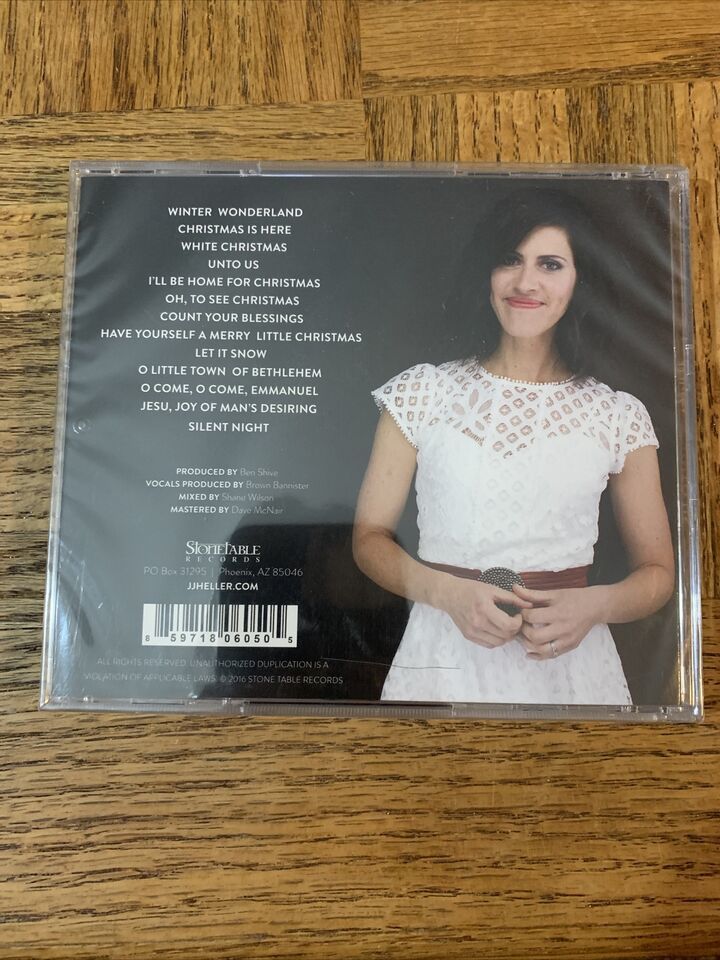 WINTER WONDERLAND
CHRISTMAS IS HERE
WHITE CHRISTMAS
UNTO US
I'LL BE HOME FOR CHRISTMAS
OH, TO SEE CHRISTMAS
COUNT YOUR BLESSINGS
HAVE YOURSELF A MERRY LITTLE CHRISTMAS
LET IT SNOW
O LITTLE TOWN OF BETHLEHEM
O COME, O COME, EMMANUEL
JESU, JOY OF MAN'S DESIRING
SILENT NIGHT
PRODUCED BY Ben Shive
VOCALS PRODUCED BY Brown Bannister
MIXED BY Shane Wilson
MASTERED BY Dave McNair
STONETABLE
RECORDS
PO Box 31295 | Phoenix, AZ 85046
JJHELLER.COM
8 59718 06050 5
ALL RIGHTS RESERVED. UNAUTHORIZED DUPLICATION IS A
VIOLATION OF APPLICABLE LAWS. © 2016 STONE TABLE RECORDS